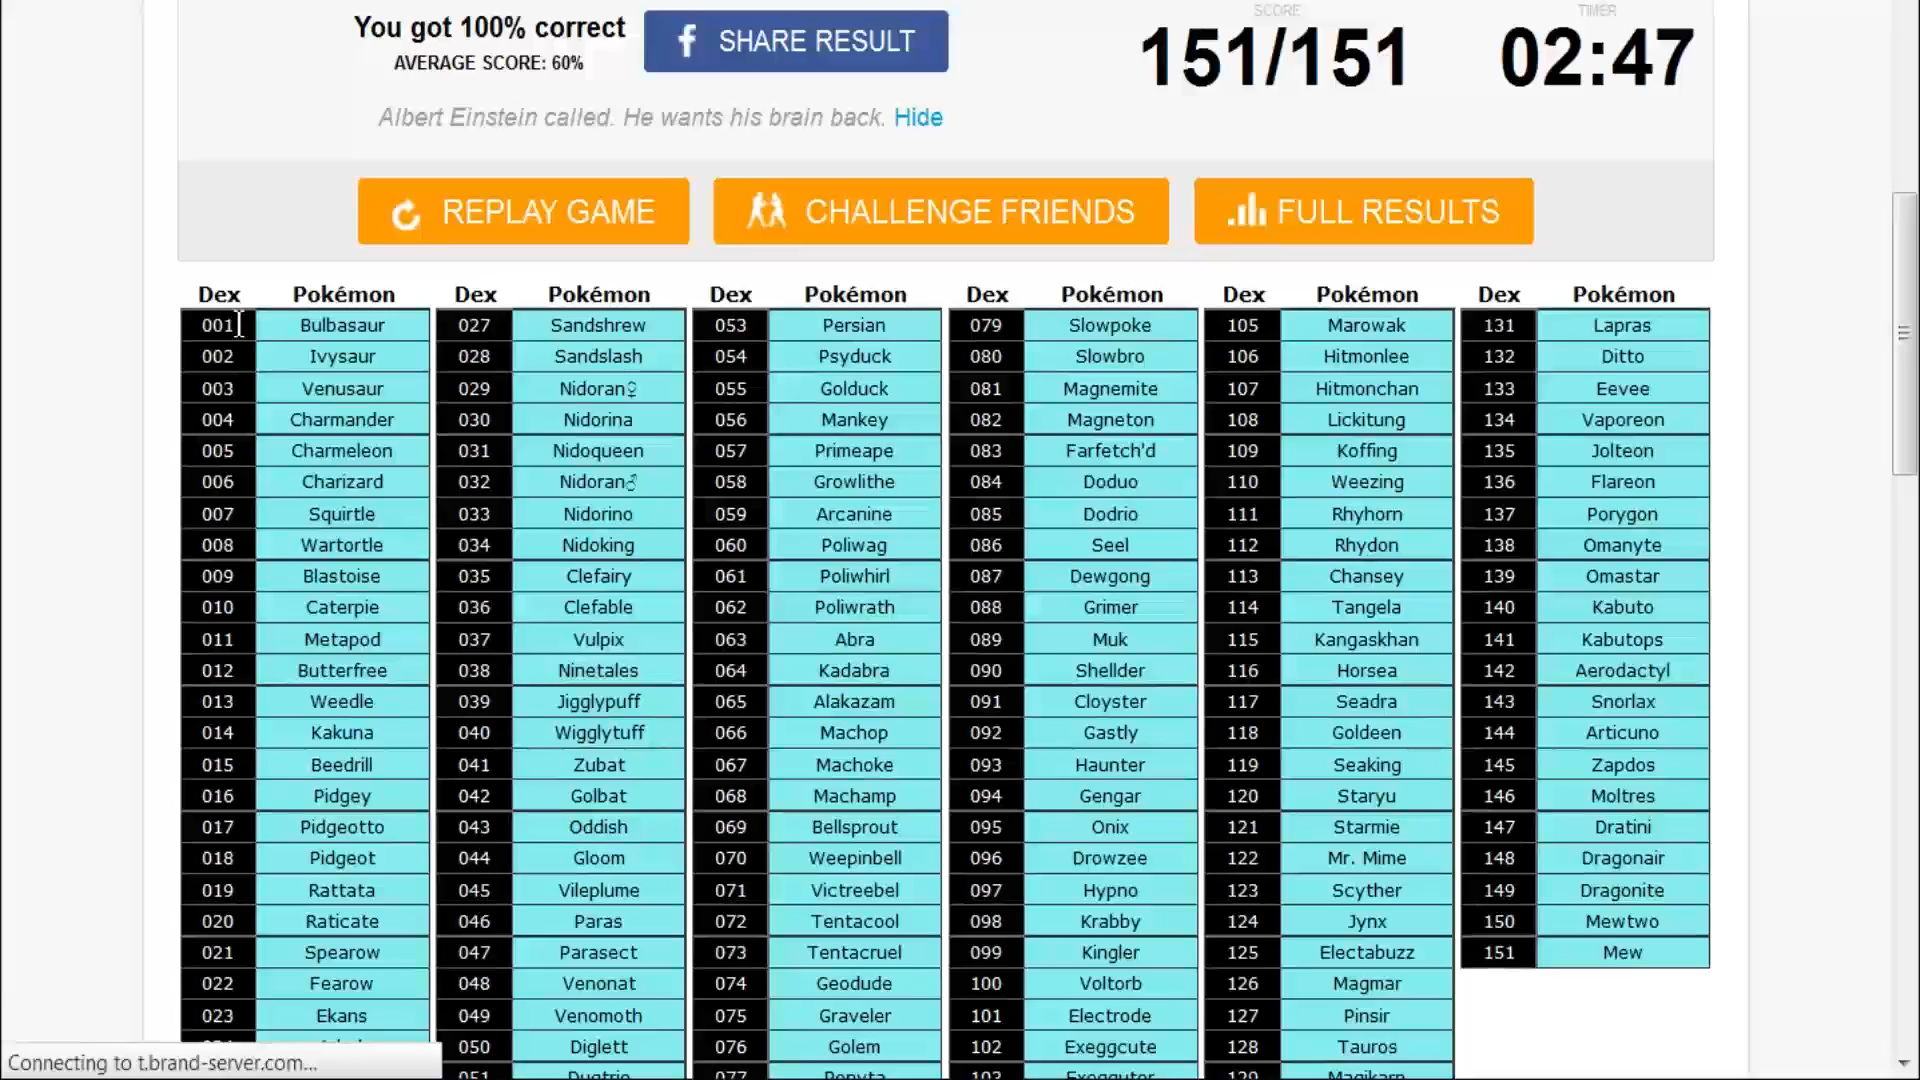 SCORE TIMER
You got 100% correct SHARE RESULT 151/151 02:47
AVERAGE SCORE: 60%
Albert Einstein called. He wants his brain back. Hide
REPLAY GAME CHALLENGE FRIENDS FULL RESULTS
Dex Pokémon Dex Pokémon Dex Pokémon Dex Pokémon Dex Pokémon Dex Pokémon
001 Bulbasaur 027 Sandshrew 053 Persian 079 Slowpoke 105 Marowak 131 Lapras
002 Ivysaur 028 Sandslash 054 Psyduck 080 Slowbro 106 Hitmonlee 132 Ditto
003 Venusaur 029 Nidoran♀ 055 Golduck 081 Magnemite 107 Hitmonchan 133 Eevee
004 Charmander 030 Nidorina 056 Mankey 082 Magneton 108 Lickitung 134 Vaporeon
005 Charmeleon 031 Nidoqueen 057 Primeape 083 Farfetch'd 109 Koffing 135 Jolteon
006 Charizard 032 Nidoran♂ 058 Growlithe 084 Doduo 110 Weezing 136 Flareon
007 Squirtle 033 Nidorino 059 Arcanine 085 Dodrio 111 Rhyhorn 137 Porygon
008 Wartortle 034 Nidoking 060 Poliwag 086 Seel 112 Rhydon 138 Omanyte
009 Blastoise 035 Clefairy 061 Poliwhirl 087 Dewgong 113 Chansey 139 Omastar
010 Caterpie 036 Clefable 062 Poliwrath 088 Grimer 114 Tangela 140 Kabuto
011 Metapod 037 Vulpix 063 Abra 089 Muk 115 Kangaskhan 141 Kabutops
012 Butterfree 038 Ninetales 064 Kadabra 090 Shellder 116 Horsea 142 Aerodactyl
013 Weedle 039 Jigglypuff 065 Alakazam 091 Cloyster 117 Seadra 143 Snorlax
014 Kakuna 040 Wigglytuff 066 Machop 092 Gastly 118 Goldeen 144 Articuno
015 Beedrill 041 Zubat 067 Machoke 093 Haunter 119 Seaking 145 Zapdos
016 Pidgey 042 Golbat 068 Machamp 094 Gengar 120 Staryu 146 Moltres
017 Pidgeotto 043 Oddish 069 Bellsprout 095 Onix 121 Starmie 147 Dratini
018 Pidgeot 044 Gloom 070 Weepinbell 096 Drowzee 122 Mr. Mime 148 Dragonair
019 Rattata 045 Vileplume 071 Victreebel 097 Hypno 123 Scyther 149 Dragonite
020 Raticate 046 Paras 072 Tentacool 098 Krabby 124 Jynx 150 Mewtwo
021 Spearow 047 Parasect 073 Tentacruel 099 Kingler 125 Electabuzz 151 Mew
022 Fearow 048 Venonat 074 Geodude 100 Voltorb 126 Magmar
023 Ekans 049 Venomoth 075 Graveler 101 Electrode 127 Pinsir
050 Diglett 076 Golem 102 Exeggcute 128 Tauros
Connecting to t.brand-server.com...